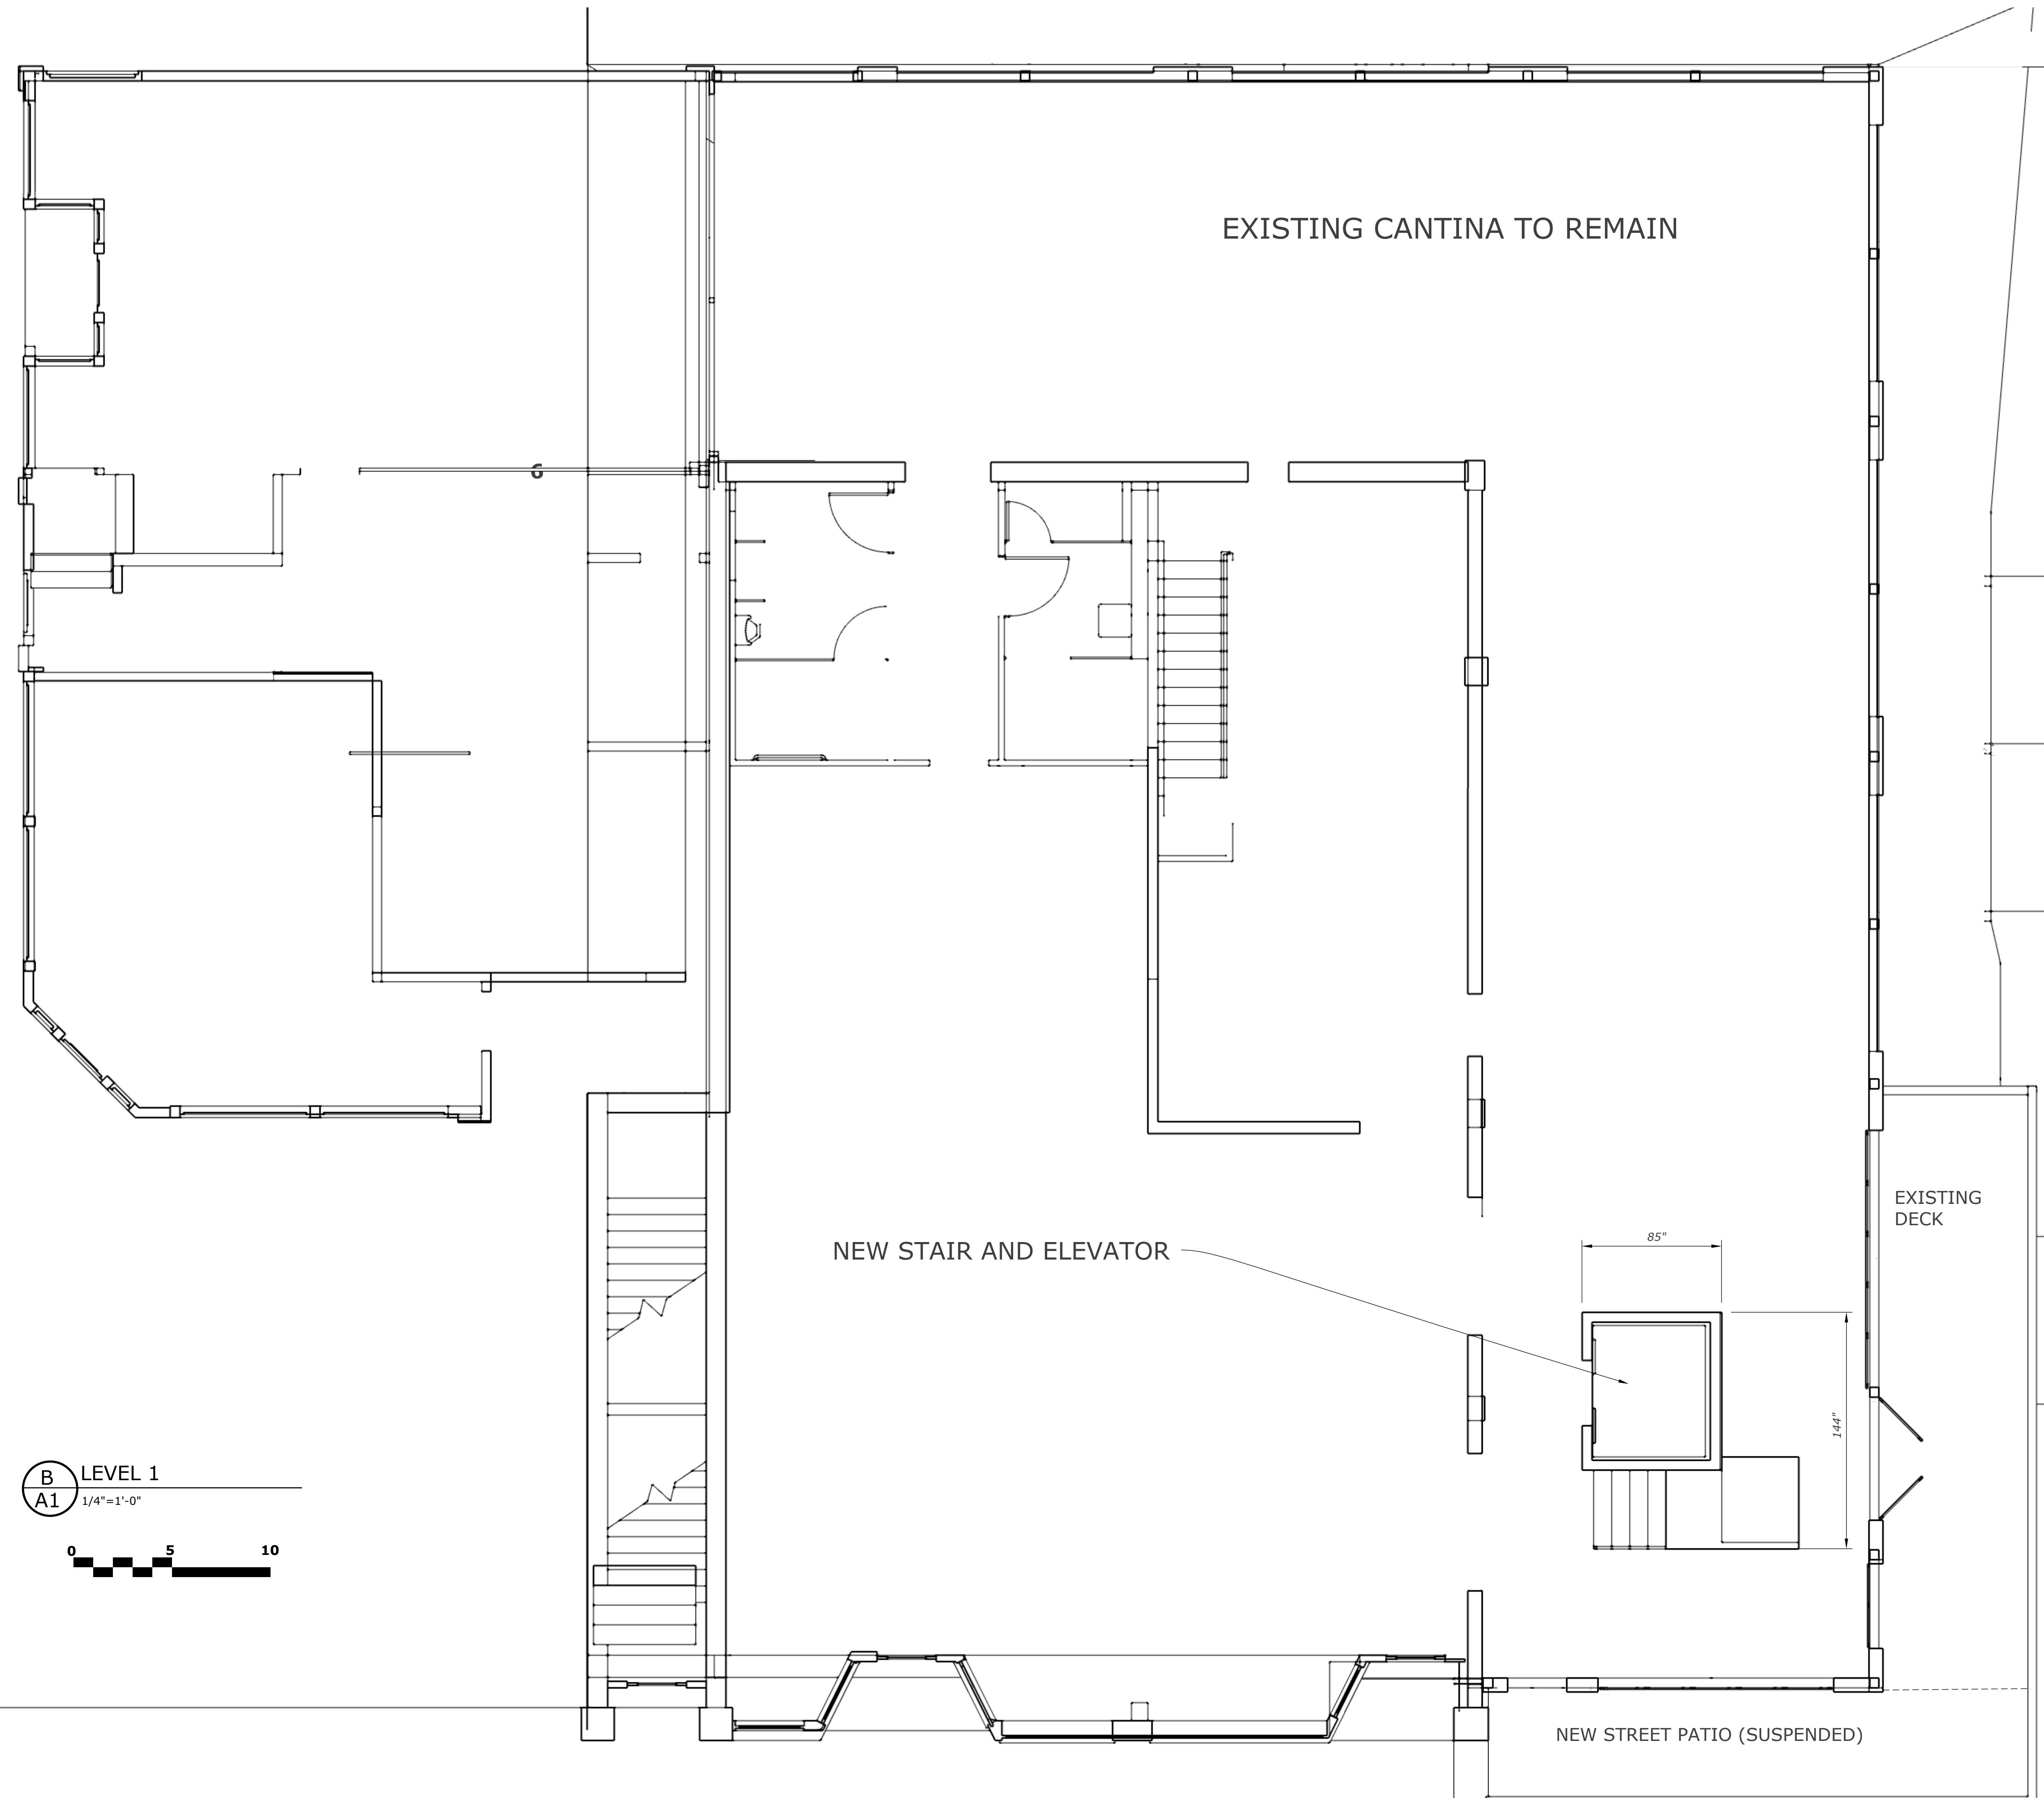 EXISTING CANTINA TO REMAIN
6
EXISTING
DECK
85"
NEW STAIR AND ELEVATOR
144"
B
A1
LEVEL 1
1/4"=1'-0"
0 5 10
NEW STREET PATIO (SUSPENDED)